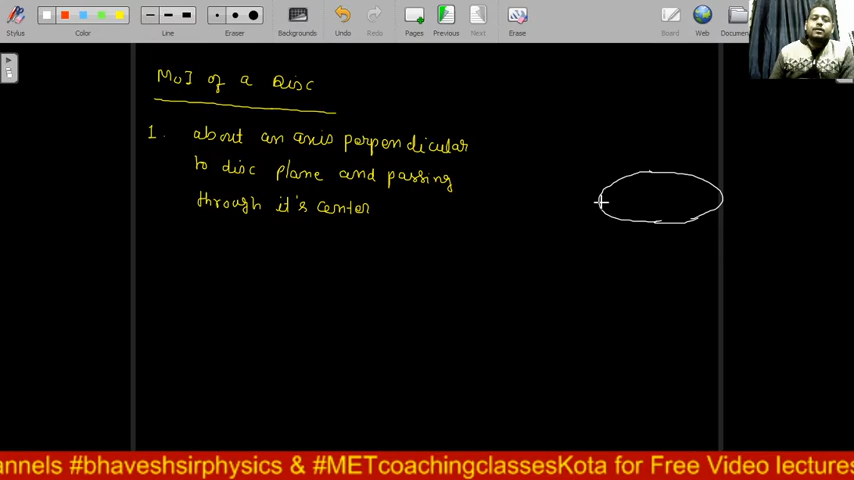 Stylus
Color
Line
Eraser
Backgrounds
Undo
Redo
Pages
Previous
Next
Erase
Board
Web
Documen
MoI of a Disc
1. about an axis perpendicular
to disc plane and passing
through it's center
annels #bhaveshsirphysics & #METcoachingclassesKota for Free Video lectures